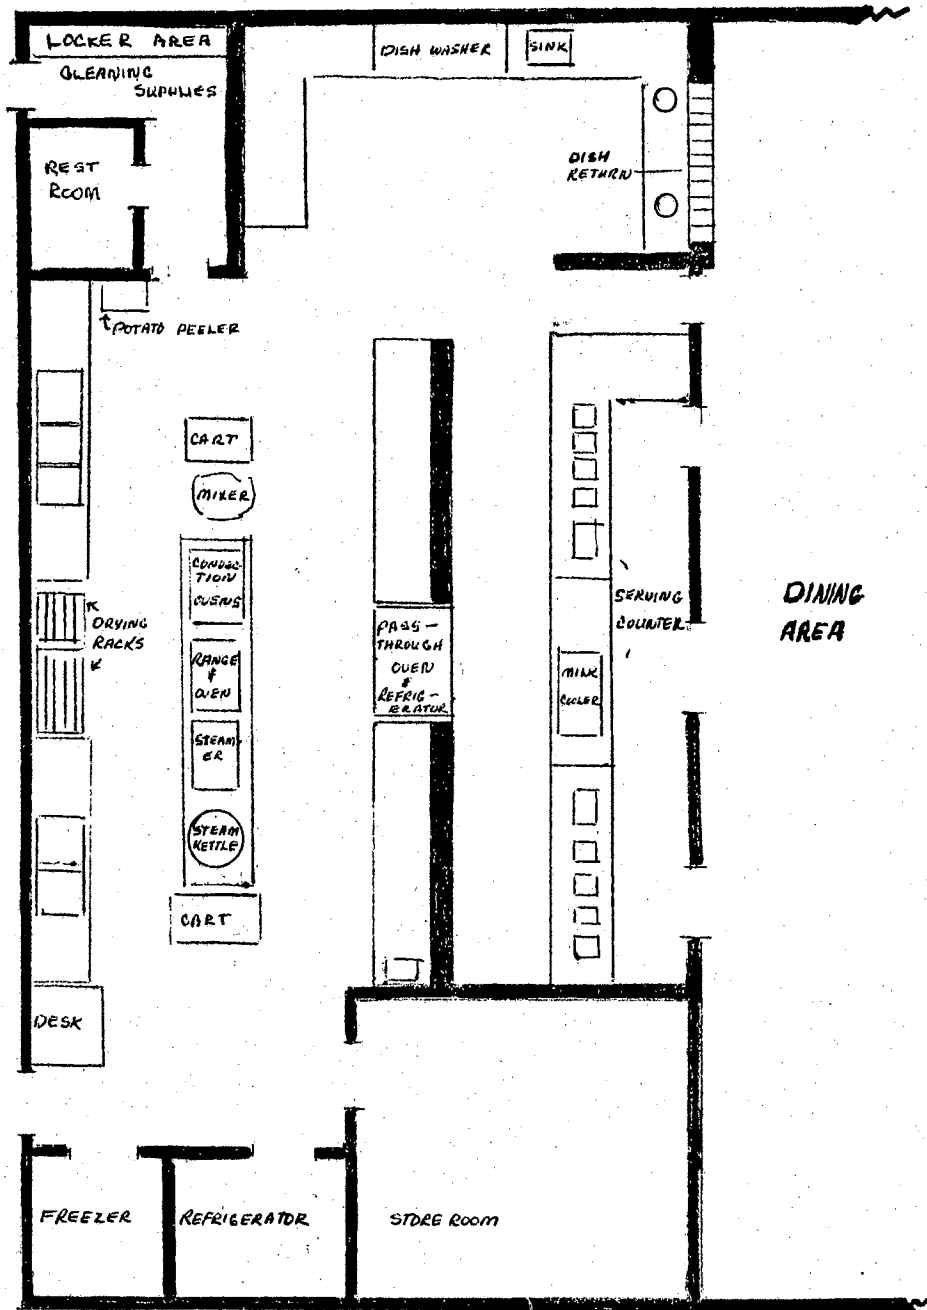 LOCKER AREA
CLEANING
SUPPLIES
DISH WASHER
SINK
REST
ROOM
DISH
RETURN
POTATO PEELER
CART
MIXER
CONVEC-
TION
OVENS
DRYING
RACKS
RANGE
&
OVEN
STEAM-
ER
STEAM
KETTLE
CART
PASS-
THROUGH
OVEN
&
REFRIG-
ERATOR
SERVING
COUNTER
MILK
COOLER
DINING
AREA
DESK
FREEZER
REFRIGERATOR
STORE ROOM